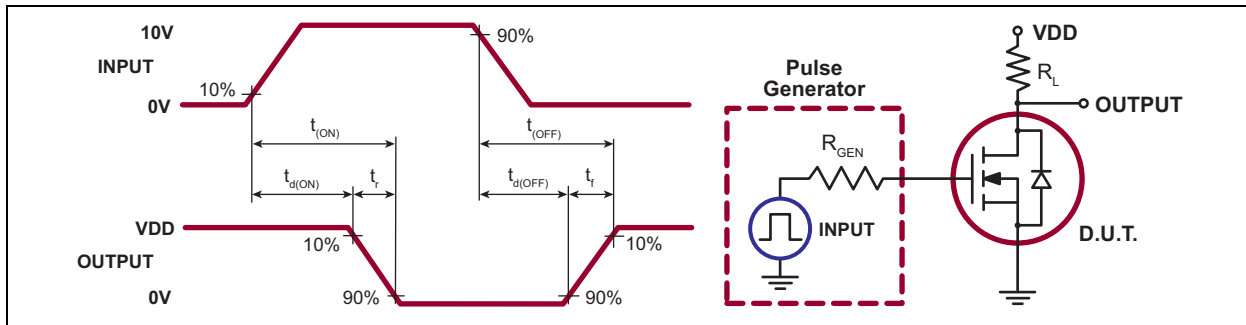 10V
INPUT
0V
10%
90%
t(ON)
t(OFF)
td(ON)
tr
td(OFF)
tf
VDD
OUTPUT
0V
10%
90%
90%
10%
Pulse
Generator
RGEN
INPUT
VDD
RL
OUTPUT
D.U.T.